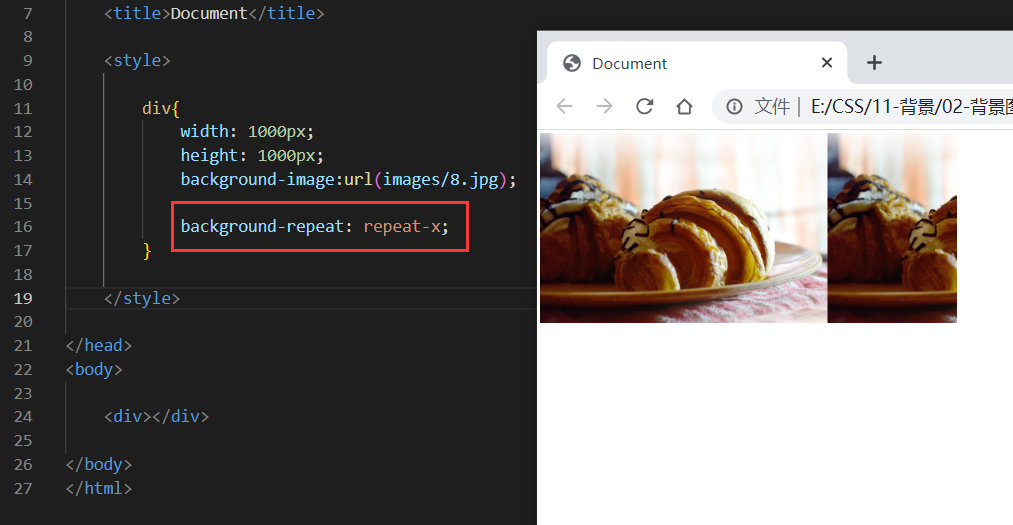 7 <title>Document</title>
8
9 <style>
10
11 div{
12 width: 1000px;
13 height: 1000px;
14 background-image:url(images/8.jpg);
15
16 background-repeat: repeat-x;
17 }
18
19 </style>
20
21 </head>
22 <body>
23
24 <div></div>
25
26 </body>
27 </html>
Document
文件 | E:/CSS/11-背景/02-背景图